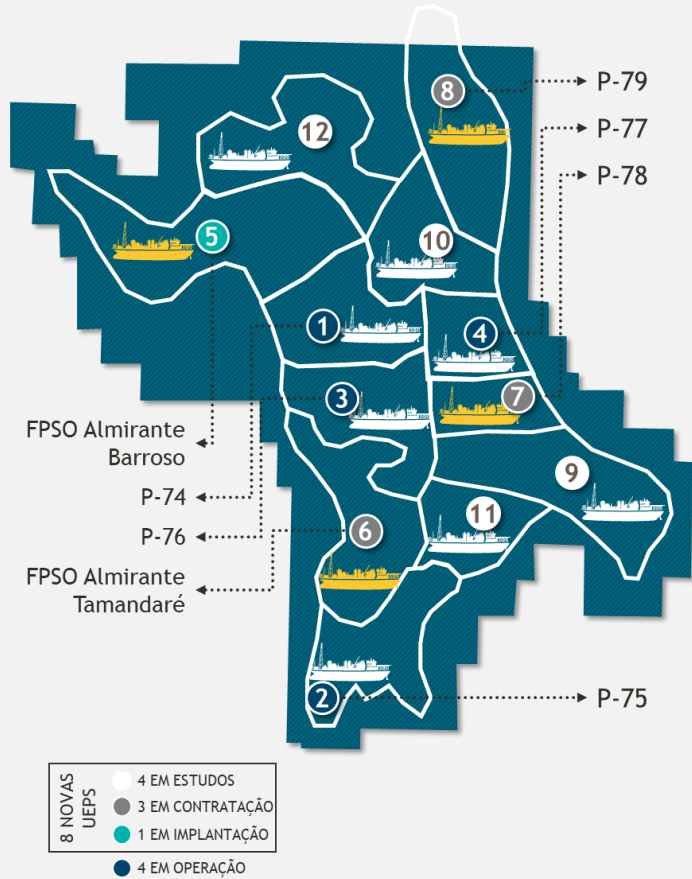 8
P-79
12
P-77
P-78
5
10
1
4
3
7
FPSO Almirante
Barroso
9
P-74
11
P-76
6
FPSO Almirante
Tamandaré
2
P-75
8 NOVAS
UEPS
4 EM ESTUDOS
3 EM CONTRATAÇÃO
1 EM IMPLANTAÇÃO
4 EM OPERAÇÃO